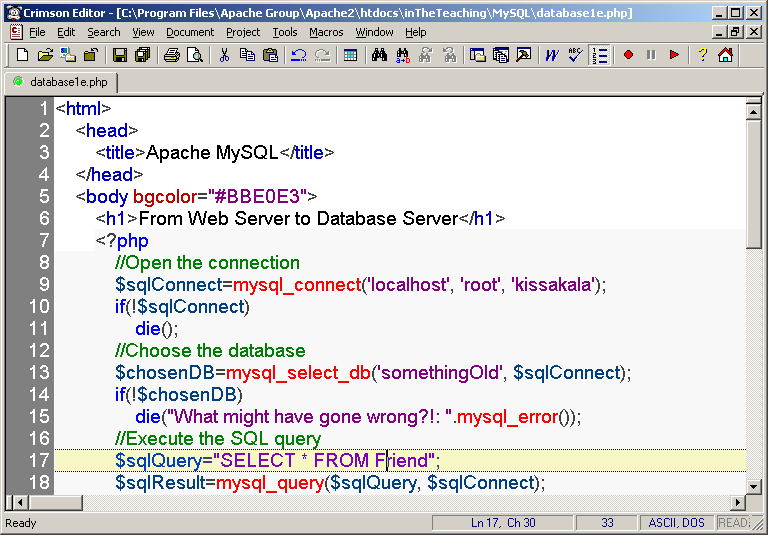 Crimson Editor - [C:\Program Files\Apache Group\Apache2\htdocs\inTheTeaching\MySQL\database1e.php]
File Edit Search View Document Project Tools Macros Window Help
database1e.php
1 <html>
2 <head>
3 <title>Apache MySQL</title>
4 </head>
5 <body bgcolor="#BBE0E3">
6 <h1>From Web Server to Database Server</h1>
7 <?php
8 //Open the connection
9 $sqlConnect=mysql_connect('localhost', 'root', 'kissakala');
10 if(!$sqlConnect)
11 die();
12 //Choose the database
13 $chosenDB=mysql_select_db('somethingOld', $sqlConnect);
14 if(!$chosenDB)
15 die("What might have gone wrong?!: ".mysql_error());
16 //Execute the SQL query
17 $sqlQuery="SELECT * FROM Friend";
18 $sqlResult=mysql_query($sqlQuery, $sqlConnect);
Ready Ln 17, Ch 30 33 ASCII, DOS READ